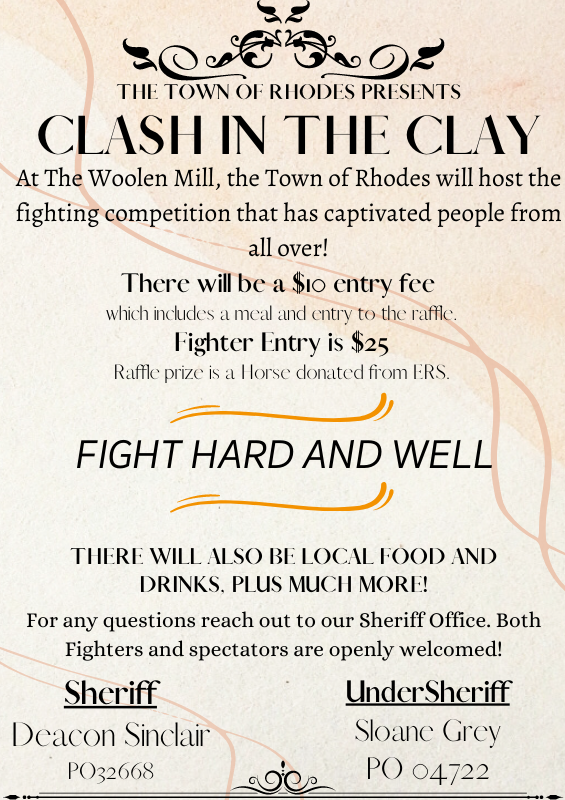 THE TOWN OF RHODES PRESENTS
CLASH IN THE CLAY
At The Woolen Mill, the Town of Rhodes will host the
fighting competition that has captivated people from
all over!
There will be a $10 entry fee
which includes a meal and entry to the raffle.
Fighter Entry is $25
Raffle prize is a Horse donated from ERS.
FIGHT HARD AND WELL
THERE WILL ALSO BE LOCAL FOOD AND
DRINKS, PLUS MUCH MORE!
For any questions reach out to our Sheriff Office. Both
Fighters and spectators are openly welcomed!
Sheriff
Deacon Sinclair
PO32668
UnderSheriff
Sloane Grey
PO 04722